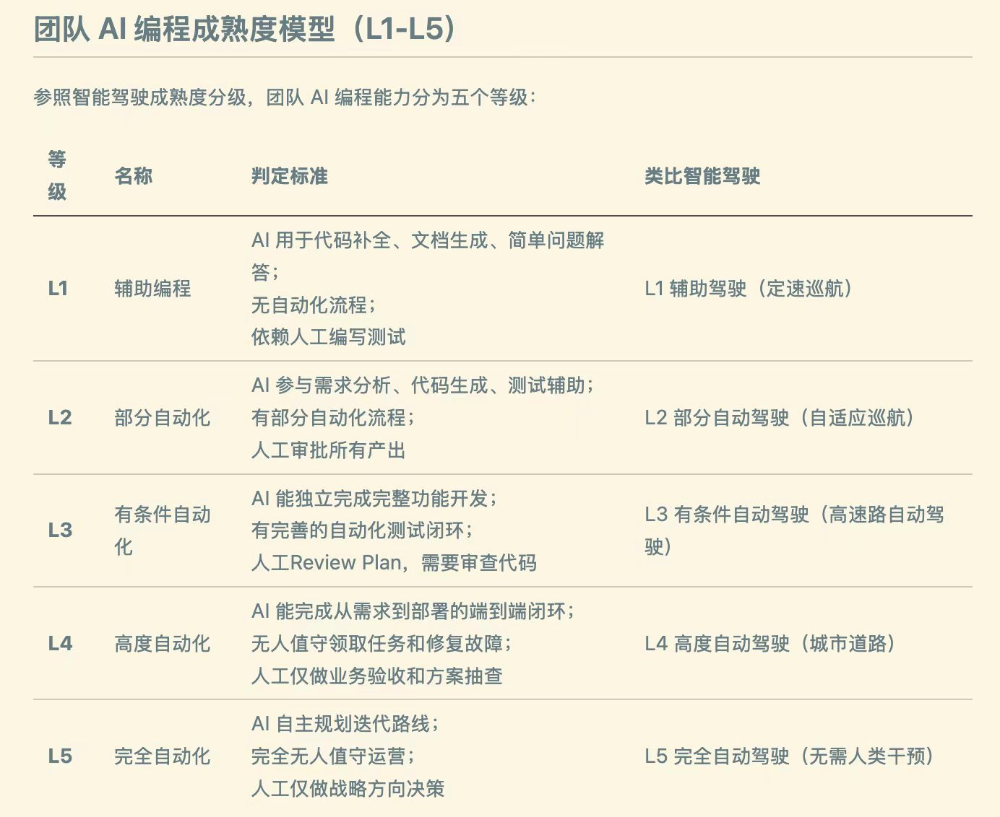 团队 AI 编程成熟度模型（L1-L5）
参照智能驾驶成熟度分级，团队 AI 编程能力分为五个等级：
等
级
名称
判定标准
类比智能驾驶
L1
辅助编程
AI 用于代码补全、文档生成、简单问题解
答；
无自动化流程；
依赖人工编写测试
L1 辅助驾驶（定速巡航）
L2
部分自动化
AI 参与需求分析、代码生成、测试辅助；
有部分自动化流程；
人工审批所有产出
L2 部分自动驾驶（自适应巡航）
L3
有条件自动
化
AI 能独立完成完整功能开发；
有完善的自动化测试闭环；
人工Review Plan，需要审查代码
L3 有条件自动驾驶（高速路自动驾
驶）
L4
高度自动化
AI 能完成从需求到部署的端到端闭环；
无人值守领取任务和修复故障；
人工仅做业务验收和方案抽查
L4 高度自动驾驶（城市道路）
L5
完全自动化
AI 自主规划迭代路线；
完全无人值守运营；
人工仅做战略方向决策
L5 完全自动驾驶（无需人类干预）